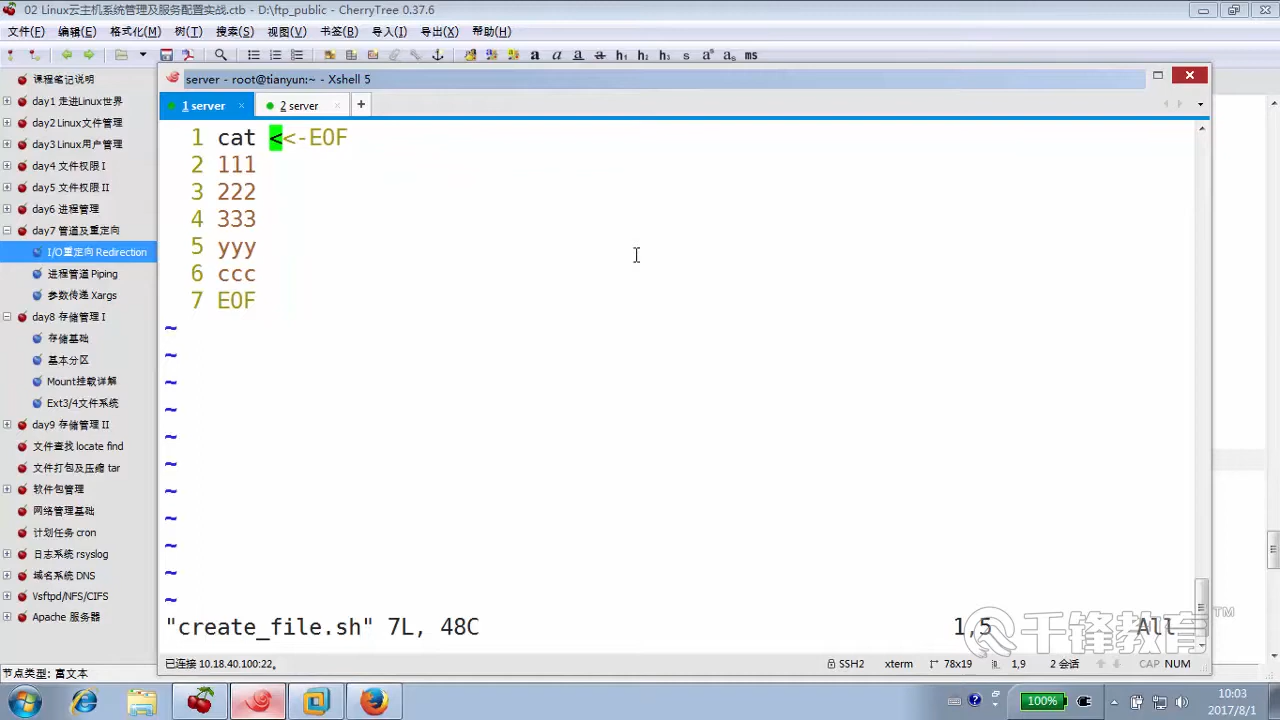 02 Linux云主机系统管理及服务配置实战.ctb - D:\ftp_public - CherryTree 0.37.6
文件(F) 编辑(E) 格式化(M) 树(T) 搜索(S) 视图(V) 书签(B) 导入(I) 导出(X) 帮助(H)
a a a a h1 h2 h3 s aˢ aₛ ms
课程笔记说明
day1 走进Linux世界
day2 Linux文件管理
day3 Linux用户管理
day4 文件权限 I
day5 文件权限 II
day6 进程管理
day7 管道及重定向
I/O重定向 Redirection
进程管道 Piping
参数传递 Xargs
day8 存储管理 I
存储基础
基本分区
Mount挂载详解
Ext3/4文件系统
day9 存储管理 II
文件查找 locate find
文件打包及压缩 tar
软件包管理
网络管理基础
计划任务 cron
日志系统 rsyslog
域名系统 DNS
Vsftpd/NFS/CIFS
Apache 服务器
节点类型: 富文本
server - root@tianyun:~ - Xshell 5
1 server × 2 server × +
1 cat <<-EOF
2 111
3 222
4 333
5 yyy
6 ccc
7 EOF
~
~
~
~
~
~
~
~
~
~
~
"create_file.sh" 7L, 48C 1,5 All
千锋教育 TM
已连接 10.18.40.100:22。 SSH2 xterm 78x19 1,9 2 会话 CAP NUM
100%
10:03
2017/8/1